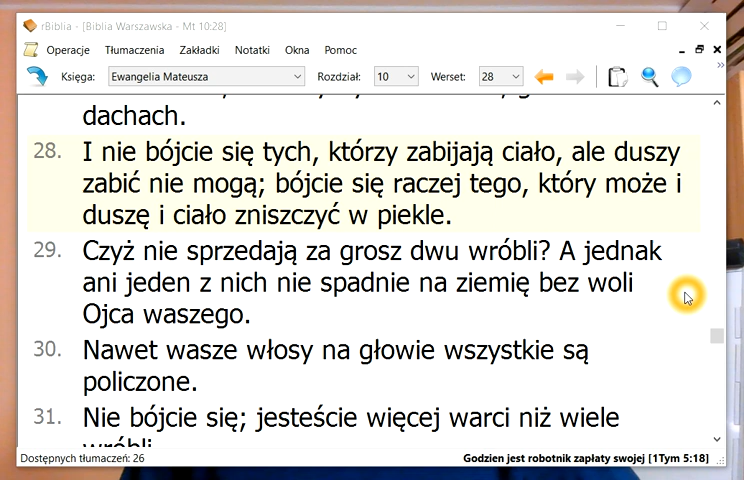 rBiblia - [Biblia Warszawska - Mt 10:28]
Operacje Tłumaczenia Zakładki Notatki Okna Pomoc
Księga: Ewangelia Mateusza Rozdział: 10 Werset: 28
dachach.
28. I nie bójcie się tych, którzy zabijają ciało, ale duszy
zabić nie mogą; bójcie się raczej tego, który może i
duszę i ciało zniszczyć w piekle.
29. Czyż nie sprzedają za grosz dwu wróbli? A jednak
ani jeden z nich nie spadnie na ziemię bez woli
Ojca waszego.
30. Nawet wasze włosy na głowie wszystkie są
policzone.
31. Nie bójcie się; jesteście więcej warci niż wiele
wróbli
Dostępnych tłumaczeń: 26 Godzien jest robotnik zapłaty swojej [1Tym 5:18]